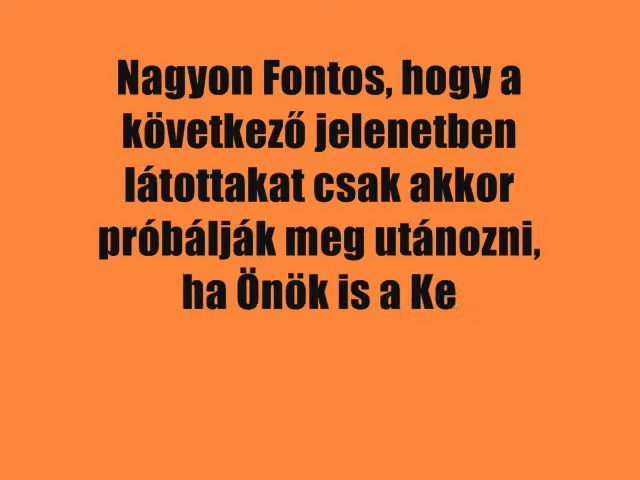 Nagyon Fontos, hogy a
következő jelenetben
látottakat csak akkor
próbálják meg utánozni,
ha Önök is a Ke